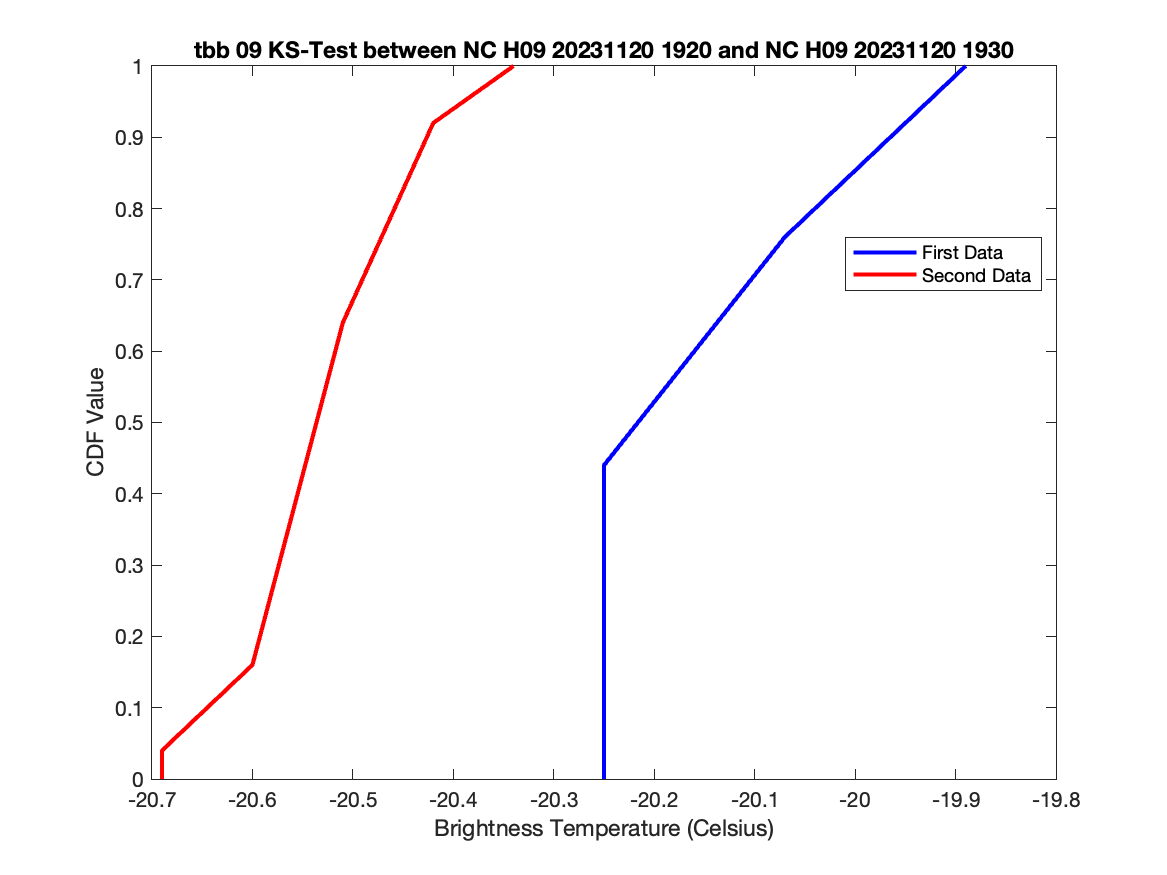 tbb 09 KS-Test between NC H09 20231120 1920 and NC H09 20231120 1930
1
0.9
0.8
0.7
0.6
0.5
0.4
0.3
0.2
0.1
0
CDF Value
First Data
Second Data
-20.7 -20.6 -20.5 -20.4 -20.3 -20.2 -20.1 -20 -19.9 -19.8
Brightness Temperature (Celsius)